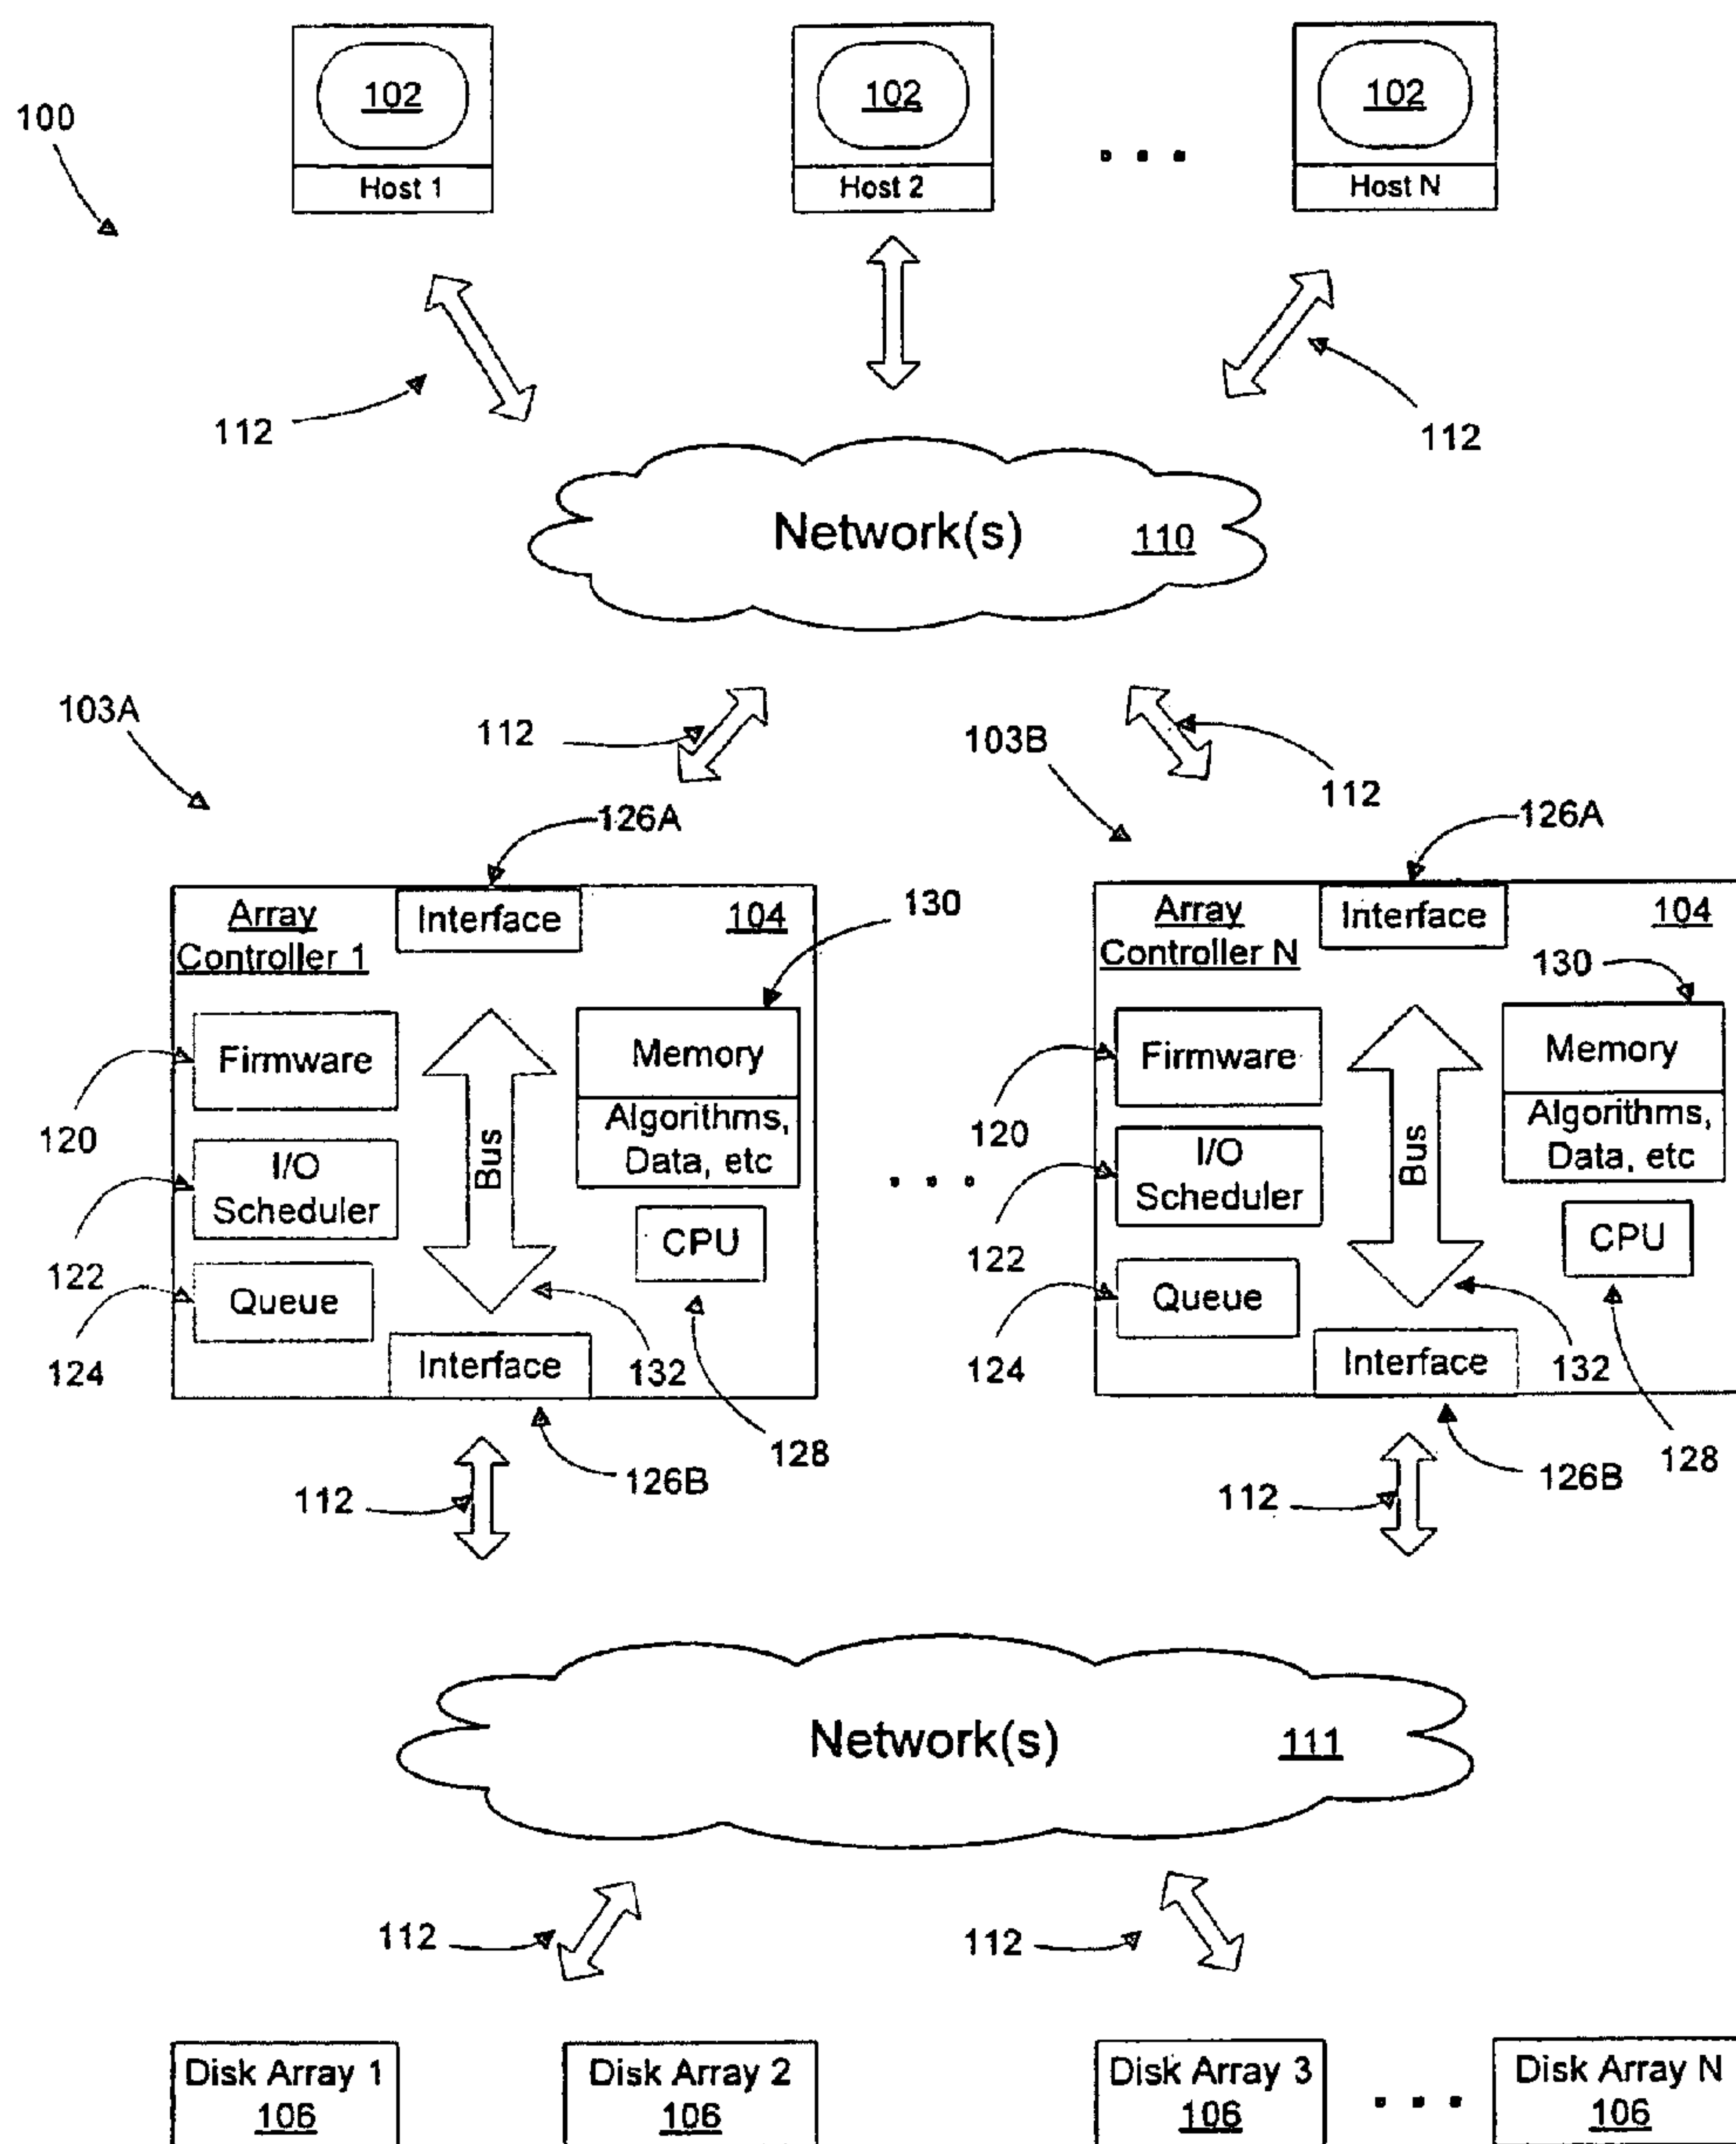 100
102
102
102
Host 1
Host 2
Host N
112
112
Network(s) 110
103A
112
103B
112
126A
126A
Array
Controller 1
Interface
104
130
Firmware
Memory
Algorithms,
Data, etc
120
I/O
Scheduler
Bus
CPU
122
Queue
124
Interface
132
128
126B
112
Array
Controller N
Interface
104
130
Firmware
Memory
Algorithms,
Data, etc
120
I/O
Scheduler
Bus
CPU
122
Queue
124
Interface
132
128
126B
112
Network(s) 111
112
112
Disk Array 1
106
Disk Array 2
106
Disk Array 3
106
Disk Array N
106